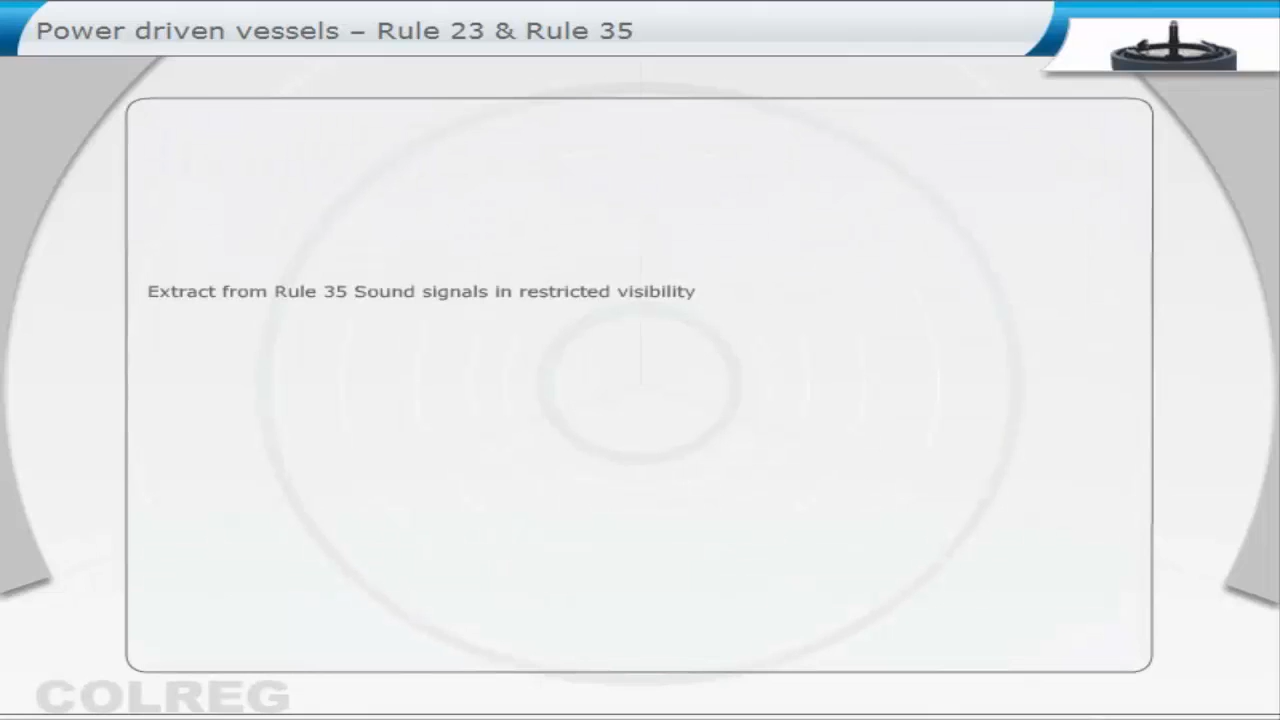 Power driven vessels – Rule 23 & Rule 35
Extract from Rule 35 Sound signals in restricted visibility
COLREG